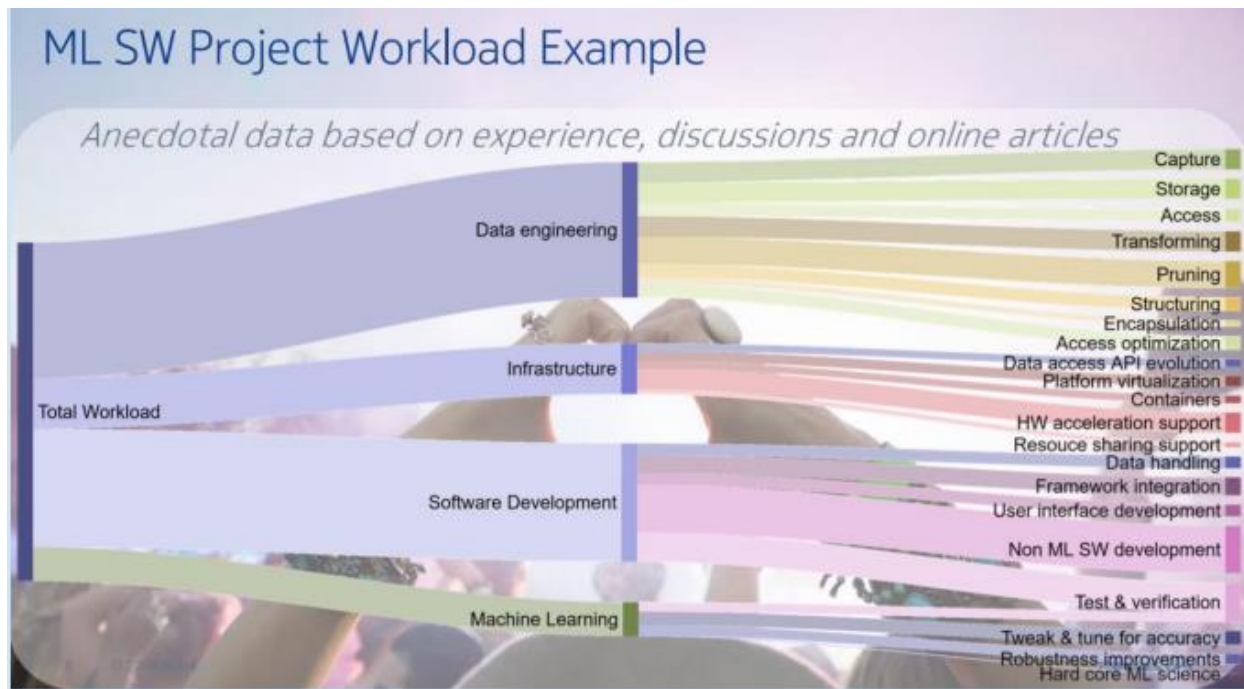 ML SW Project Workload Example
Anecdotal data based on experience, discussions and online articles
Capture
Storage
Access
Data engineering
Transforming
Pruning
Structuring
Encapsulation
Access optimization
Data access API evolution
Infrastructure
Platform virtualization
Containers
Total Workload
HW acceleration support
Resouce sharing support
Data handling
Framework integration
Software Development
User interface development
Non ML SW development
Test & verification
Machine Learning
Tweak & tune for accuracy
Robustness improvements
Hard core ML science